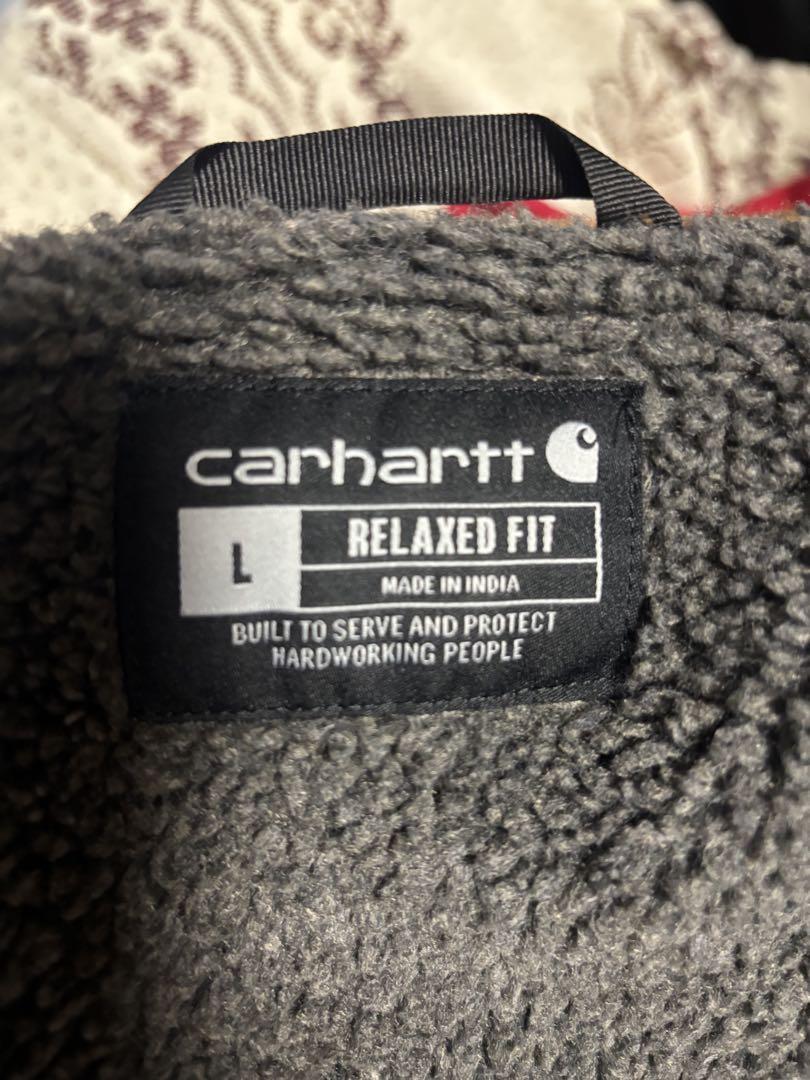 carhartt
L
RELAXED FIT
MADE IN INDIA
BUILT TO SERVE AND PROTECT
HARDWORKING PEOPLE